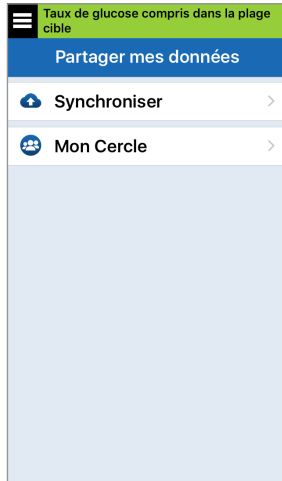 Taux de glucose compris dans la plage
cible
Partager mes données
Synchroniser
Mon Cercle